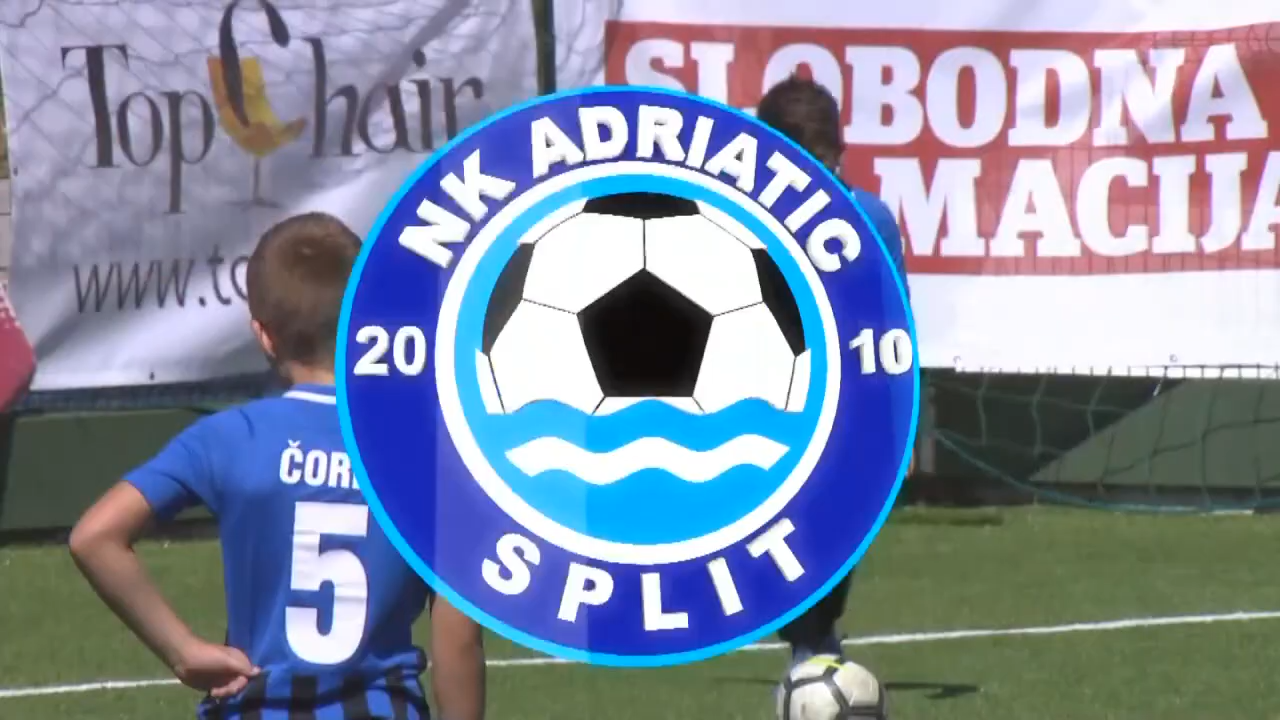 Top Chair
www.to
SLOBODNA
MACIJA
NK ADRIATIC
20 10
SPLIT
ČOR
5